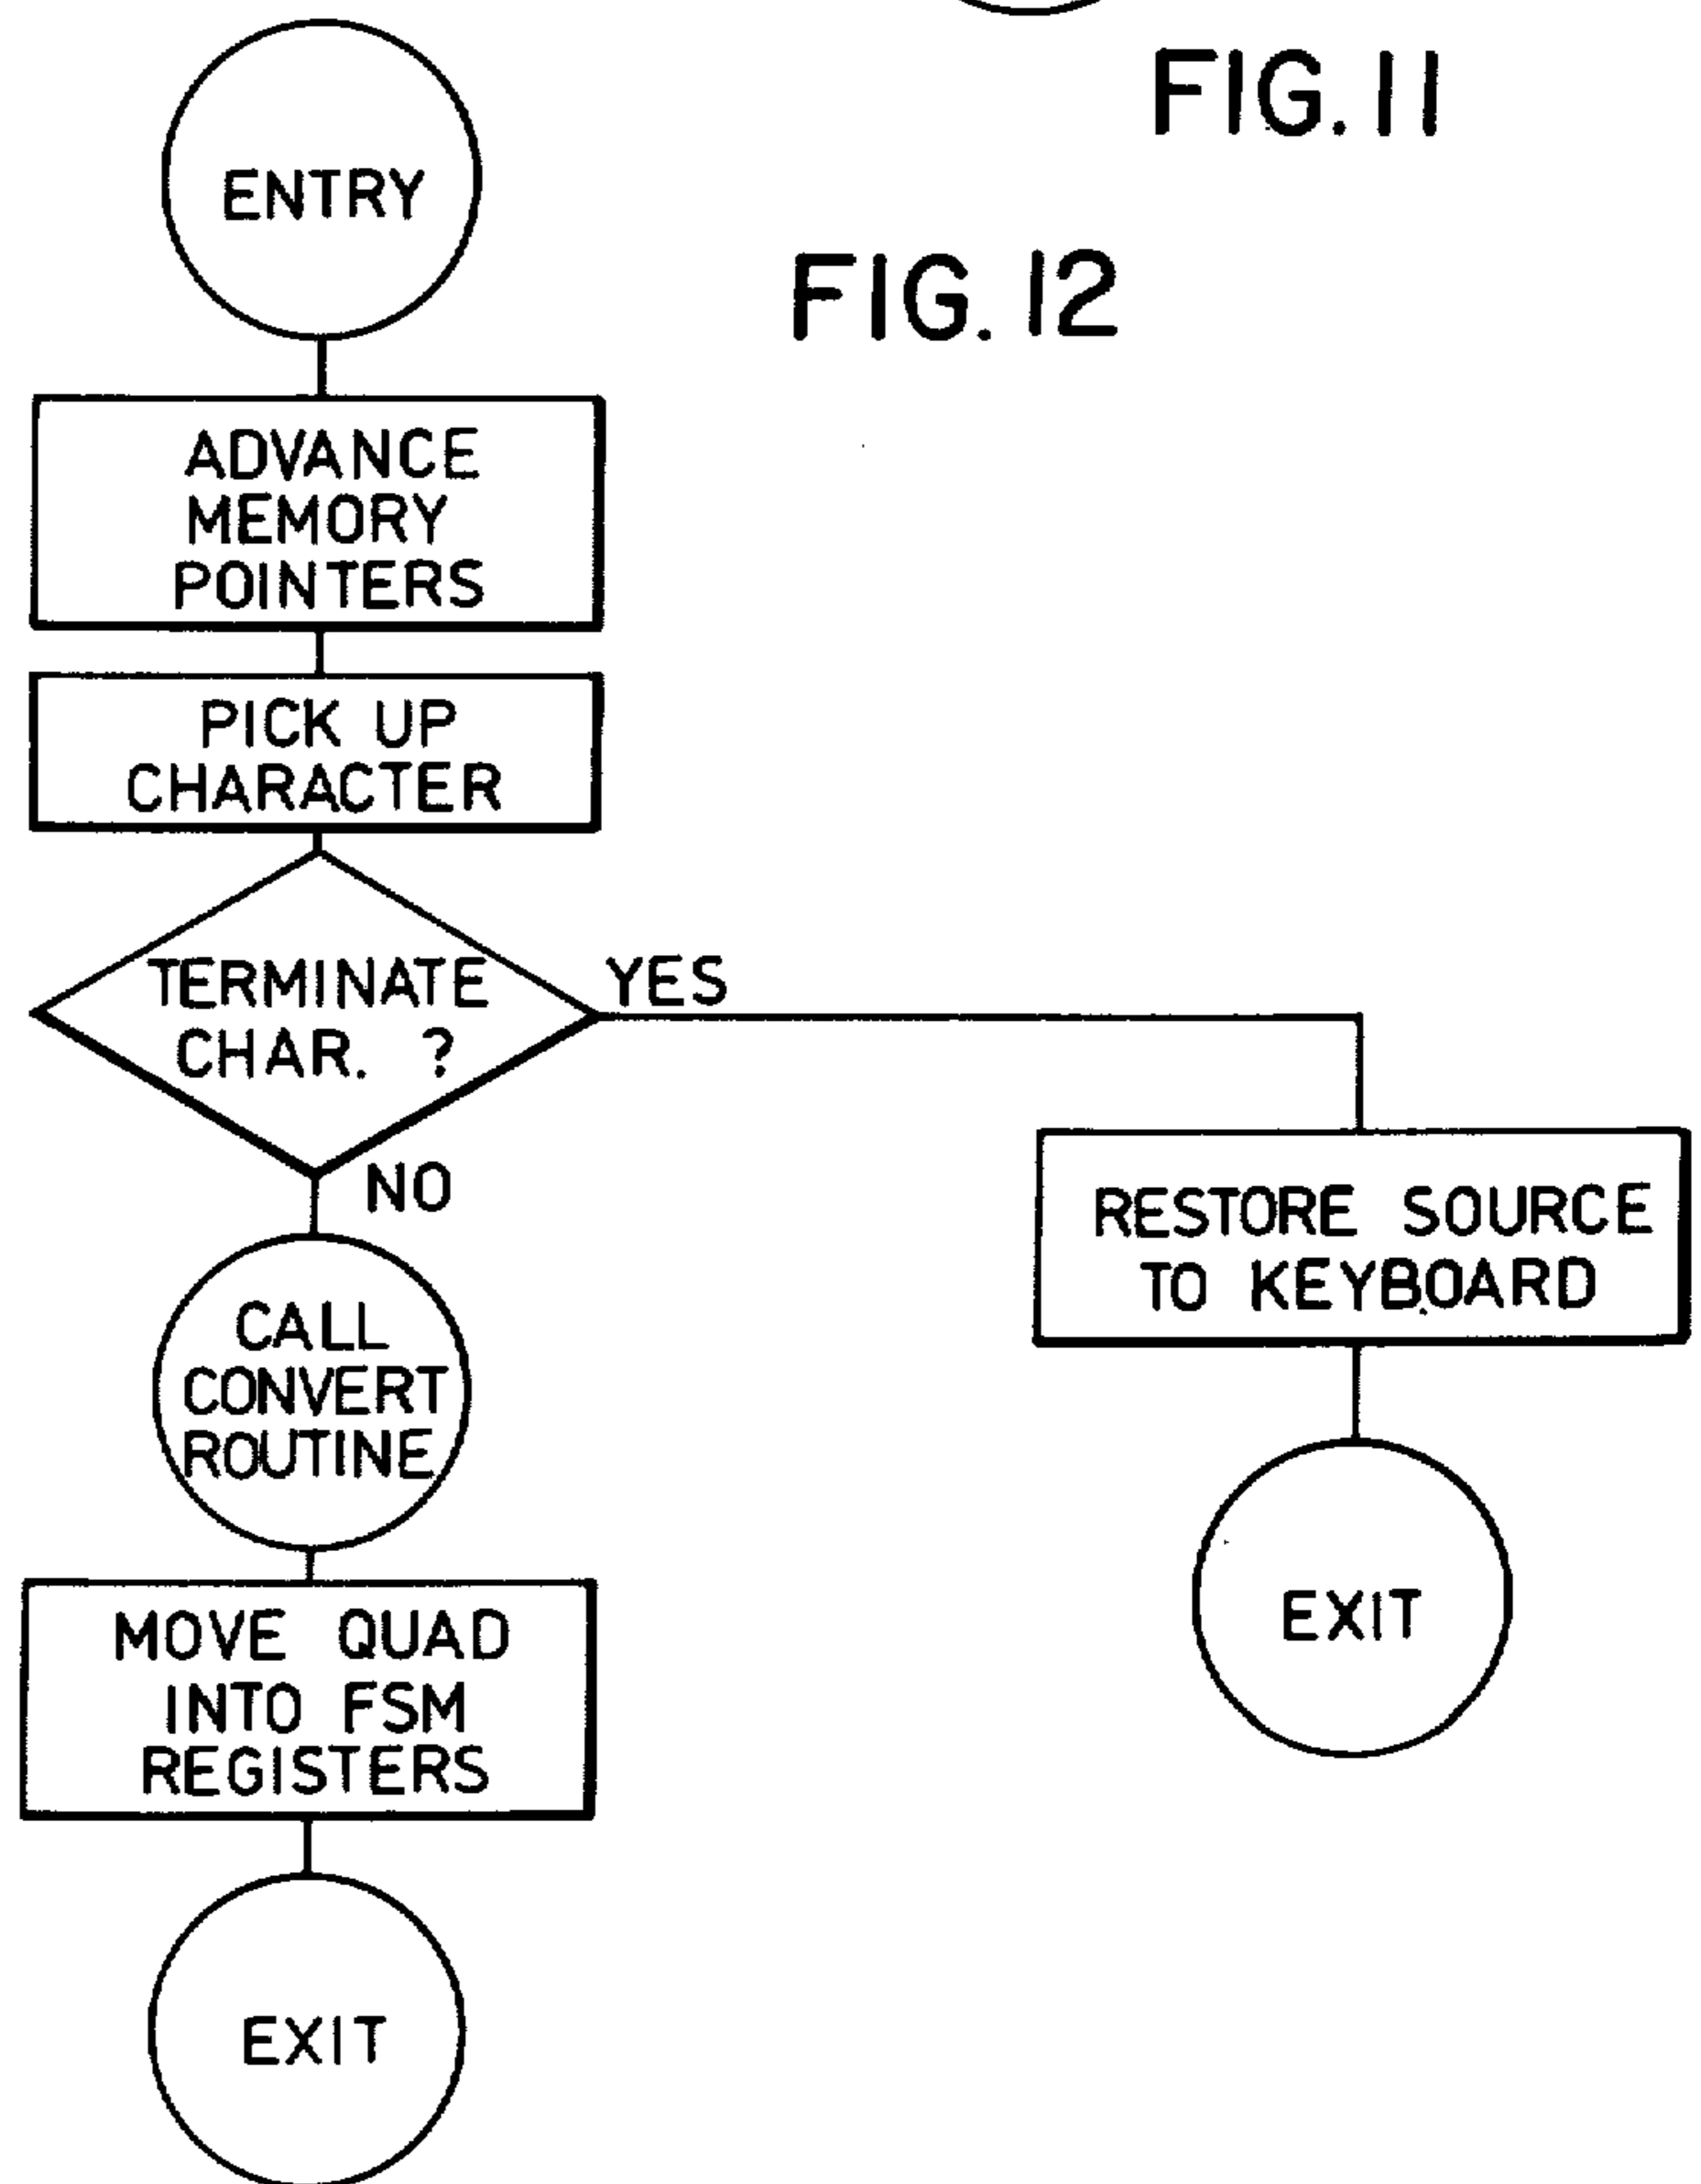 FIG. 11
ENTRY
FIG. 12
ADVANCE
MEMORY
POINTERS
PICK UP
CHARACTER
TERMINATE
CHAR. ?
YES
NO
RESTORE SOURCE
TO KEYBOARD
EXIT
CALL
CONVERT
ROUTINE
MOVE QUAD
INTO FSM
REGISTERS
EXIT